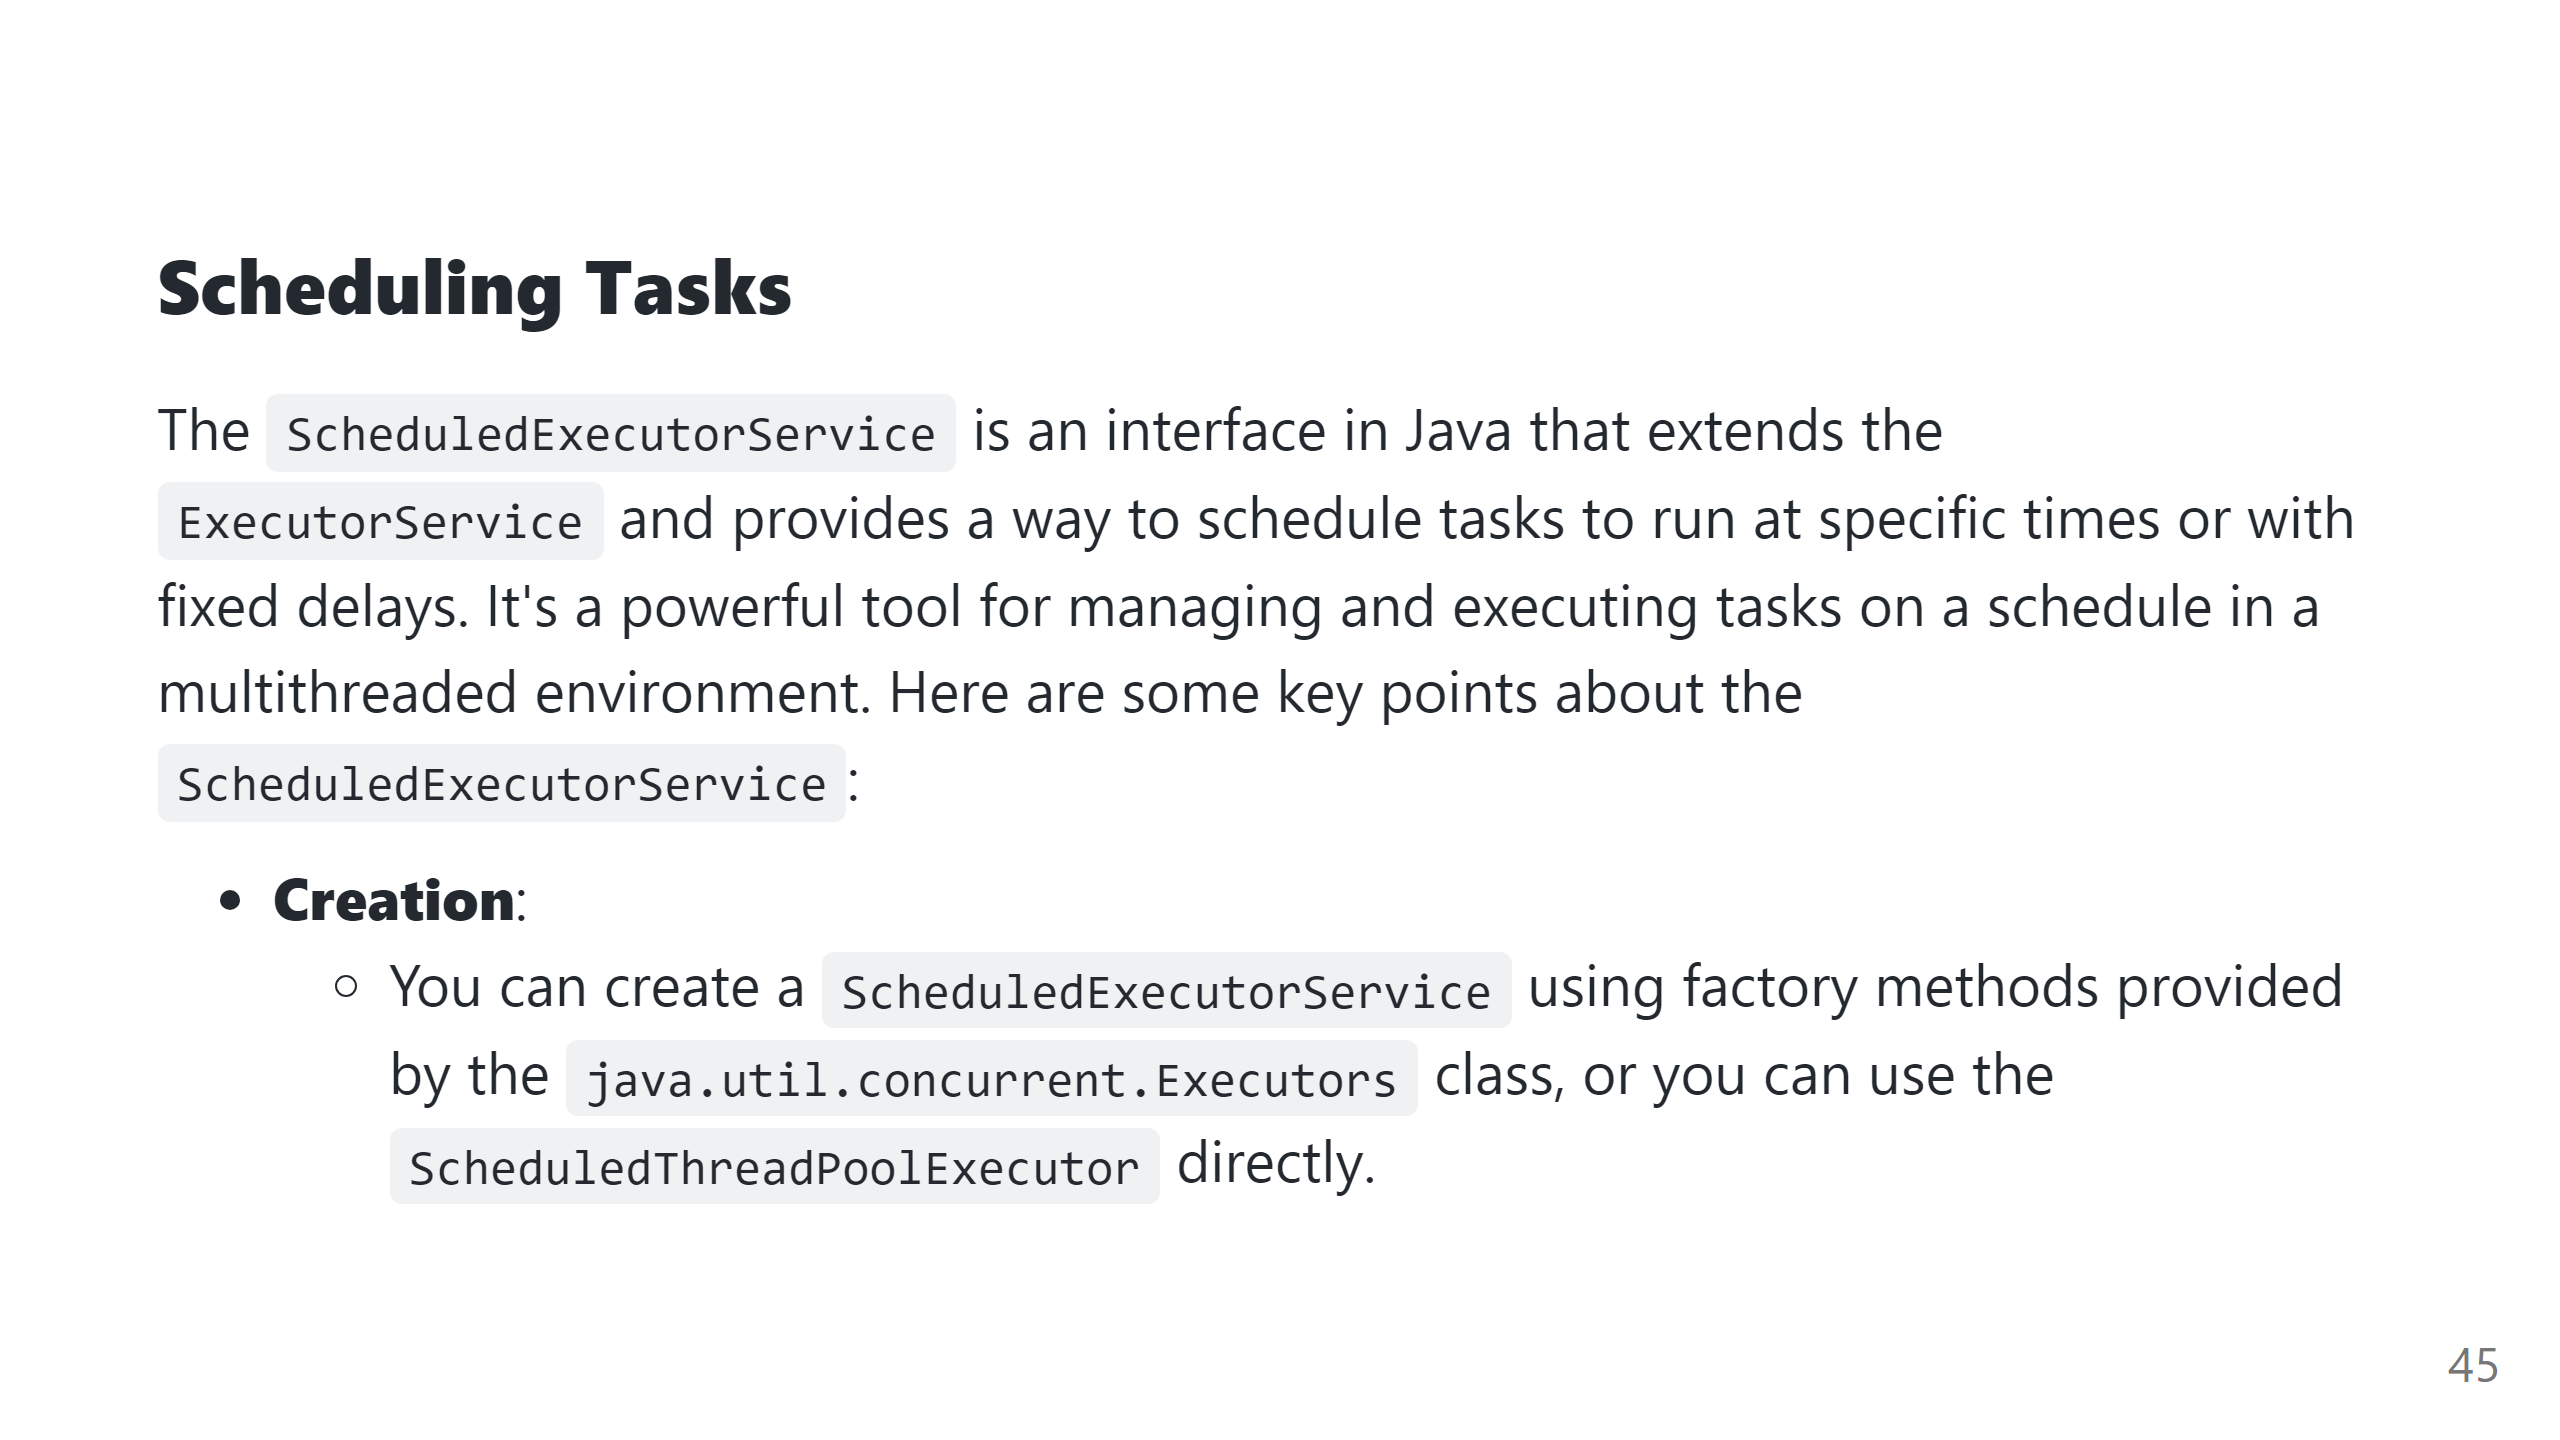 Scheduling Tasks
The ScheduledExecutorService is an interface in Java that extends the
ExecutorService and provides a way to schedule tasks to run at specific times or with
fixed delays. It's a powerful tool for managing and executing tasks on a schedule in a
multithreaded environment. Here are some key points about the
ScheduledExecutorService:
• Creation:
○ You can create a ScheduledExecutorService using factory methods provided
by the java.util.concurrent.Executors class, or you can use the
ScheduledThreadPoolExecutor directly.
45